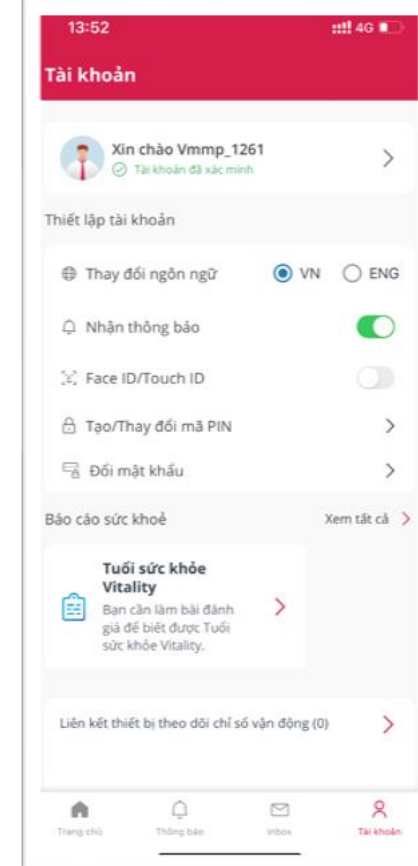 13:52
4G
Tài khoản
Xin chào Vmmp_1261
Tài khoản đã xác minh
Thiết lập tài khoản
Thay đổi ngôn ngữ VN ENG
Nhận thông báo
Face ID/Touch ID
Tạo/Thay đổi mã PIN
Đổi mật khẩu
Báo cáo sức khoẻ Xem tất cả
Tuổi sức khỏe
Vitality
Bạn cần làm bài đánh
giá để biết được Tuổi
sức khỏe Vitality.
Liên kết thiết bị theo dõi chỉ số vận động (0)
Trang chủ Thông báo Inbox Tài khoản